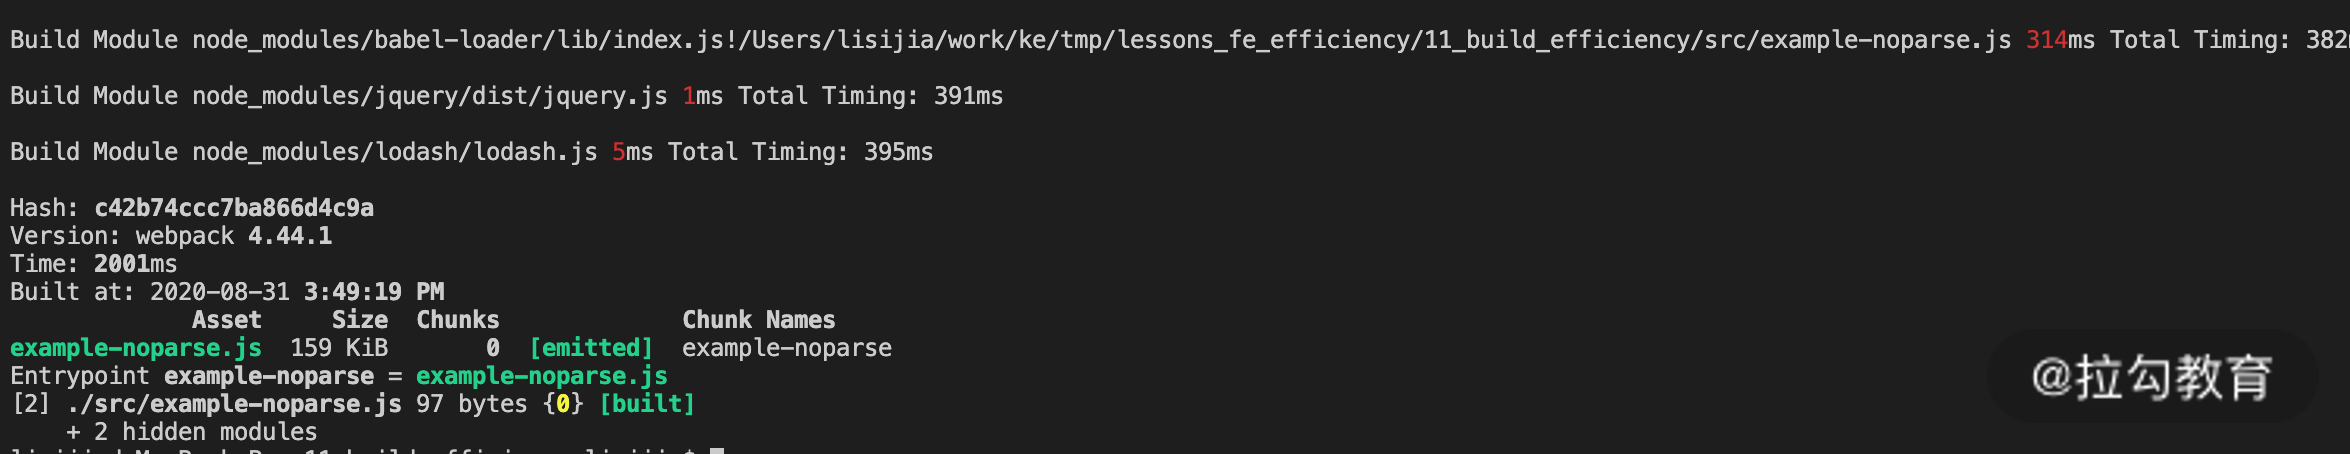 Build Module node_modules/babel-loader/lib/index.js!/Users/lisijia/work/ke/tmp/lessons_fe_efficiency/11_build_efficiency/src/example-noparse.js 314ms Total Timing: 382
Build Module node_modules/jquery/dist/jquery.js 1ms Total Timing: 391ms
Build Module node_modules/lodash/lodash.js 5ms Total Timing: 395ms
Hash: c42b74ccc7ba866d4c9a
Version: webpack 4.44.1
Time: 2001ms
Built at: 2020-08-31 3:49:19 PM
Asset Size Chunks Chunk Names
example-noparse.js 159 KiB 0 [emitted] example-noparse
Entrypoint example-noparse = example-noparse.js
[2] ./src/example-noparse.js 97 bytes {0} [built]
+ 2 hidden modules
@拉勾教育